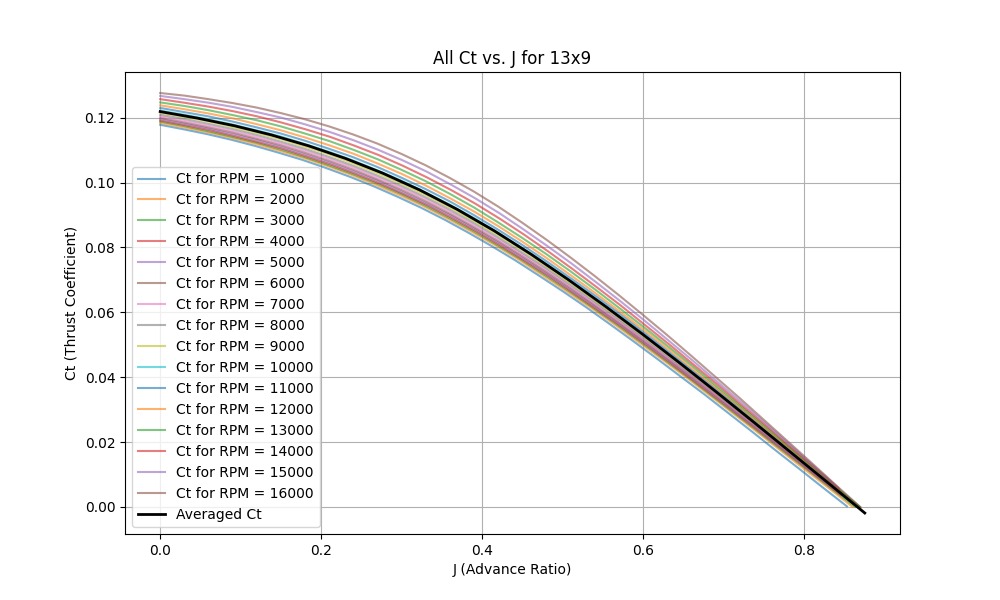 All Ct vs. J for 13x9
Ct (Thrust Coefficient)
0.12
0.10
0.08
0.06
0.04
0.02
0.00
Ct for RPM = 1000
Ct for RPM = 2000
Ct for RPM = 3000
Ct for RPM = 4000
Ct for RPM = 5000
Ct for RPM = 6000
Ct for RPM = 7000
Ct for RPM = 8000
Ct for RPM = 9000
Ct for RPM = 10000
Ct for RPM = 11000
Ct for RPM = 12000
Ct for RPM = 13000
Ct for RPM = 14000
Ct for RPM = 15000
Ct for RPM = 16000
Averaged Ct
0.0 0.2 0.4 0.6 0.8
J (Advance Ratio)